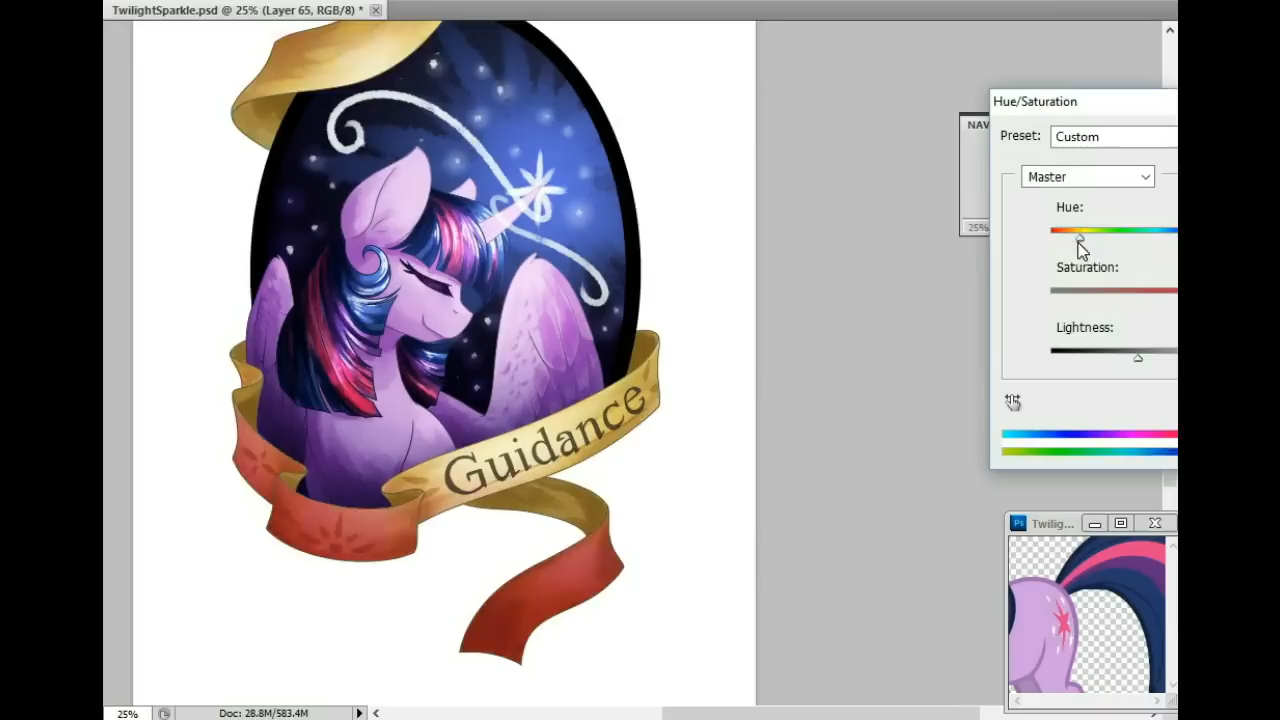 TwilightSparkle.psd @ 25% (Layer 65, RGB/8) *
Hue/Saturation
NAV
Preset: Custom
Master
Hue:
25%
Saturation:
Lightness:
Guidance
Ps Twilig...
25% Doc: 28.8M/583.4M